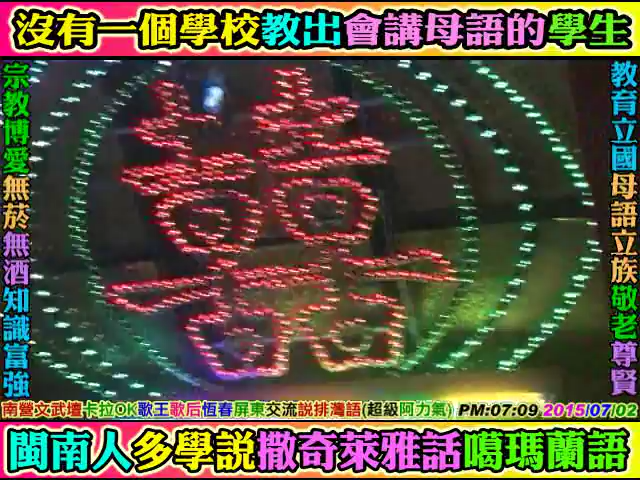 沒有一個學校教出會講母語的學生
宗教博愛無菸無酒知識富強
教育立國母語立族敬老尊賢
囍
南營文武壇卡拉OK歌王歌后恆春屏東交流説排灣語(超級阿力氣) PM:07:09 2015/07/02
閩南人多學説撒奇萊雅話噶瑪蘭語